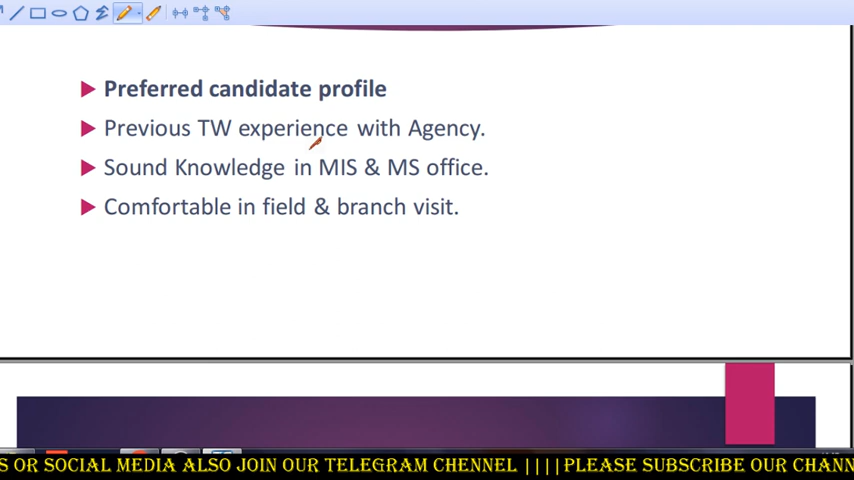 Preferred candidate profile
Previous TW experience with Agency.
Sound Knowledge in MIS & MS office.
Comfortable in field & branch visit.
S OR SOCIAL MEDIA ALSO JOIN OUR TELEGRAM CHENNEL ||||PLEASE SUBSCRIBE OUR CHANN